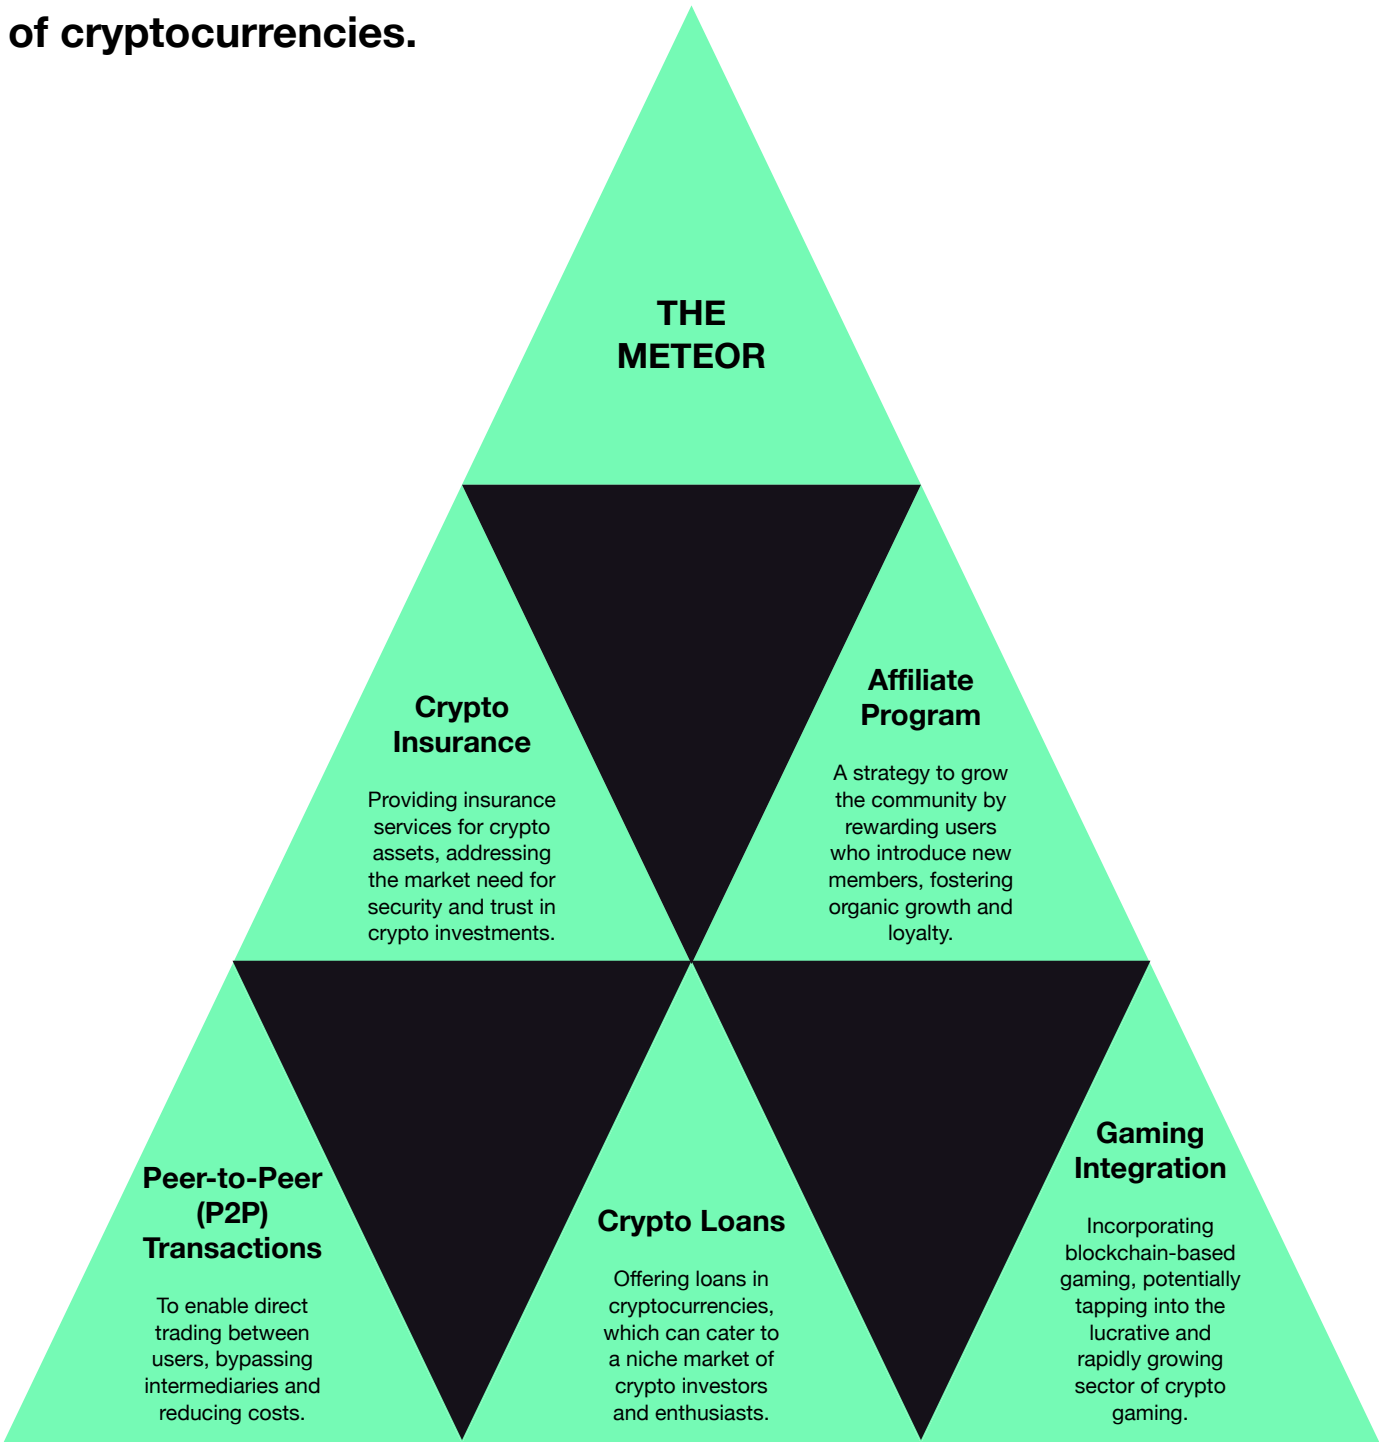 of cryptocurrencies.
THE
METEOR
Crypto
Insurance
Providing insurance
services for crypto
assets, addressing
the market need for
security and trust in
crypto investments.
Affiliate
Program
A strategy to grow
the community by
rewarding users
who introduce new
members, fostering
organic growth and
loyalty.
Peer-to-Peer
(P2P)
Transactions
To enable direct
trading between
users, bypassing
intermediaries and
reducing costs.
Crypto Loans
Offering loans in
cryptocurrencies,
which can cater to
a niche market of
crypto investors
and enthusiasts.
Gaming
Integration
Incorporating
blockchain-based
gaming, potentially
tapping into the
lucrative and
rapidly growing
sector of crypto
gaming.